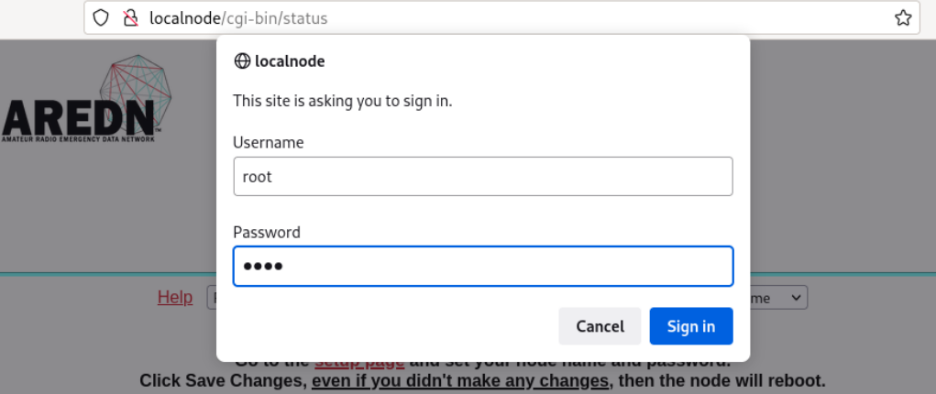 localnode/cgi-bin/status
localnode
This site is asking you to sign in.
AREDN
AMATEUR RADIO EMERGENCY DATA NETWORK
Username
root
Password
••••
Help
me
Cancel
Sign in
Go to the setup page and set your node name and password.
Click Save Changes, even if you didn't make any changes, then the node will reboot.